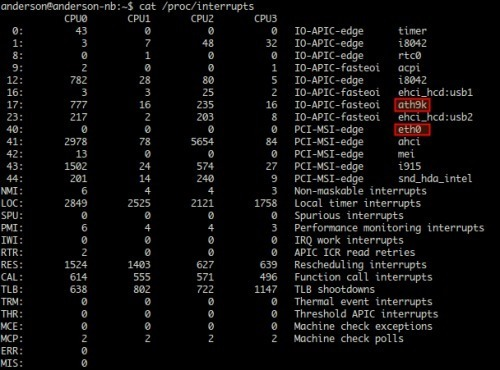 anderson@anderson-nb:~$ cat /proc/interrupts
CPU0 CPU1 CPU2 CPU3
0: 43 0 0 0 IO-APIC-edge timer
1: 3 7 48 32 IO-APIC-edge i8042
8: 0 1 0 0 IO-APIC-edge rtc0
9: 2 0 0 1 IO-APIC-fasteoi acpi
12: 782 28 80 5 IO-APIC-edge i8042
16: 3 3 25 2 IO-APIC-fasteoi ehci_hcd:usb1
17: 777 16 235 16 IO-APIC-fasteoi ath9k
23: 217 2 203 8 IO-APIC-fasteoi ehci_hcd:usb2
40: 0 0 0 0 PCI-MSI-edge eth0
41: 2978 78 5654 84 PCI-MSI-edge ahci
42: 13 0 0 0 PCI-MSI-edge mei
43: 1502 24 574 27 PCI-MSI-edge i915
44: 201 14 240 9 PCI-MSI-edge snd_hda_intel
NMI: 6 4 4 3 Non-maskable interrupts
LOC: 2849 2525 2121 1758 Local timer interrupts
SPU: 0 0 0 0 Spurious interrupts
PMI: 6 4 4 3 Performance monitoring interrupts
IWI: 0 0 0 0 IRQ work interrupts
RTR: 2 0 0 0 APIC ICR read retries
RES: 1524 1403 627 639 Rescheduling interrupts
CAL: 614 555 571 496 Function call interrupts
TLB: 638 802 722 1147 TLB shootdowns
TRM: 0 0 0 0 Thermal event interrupts
THR: 0 0 0 0 Threshold APIC interrupts
MCE: 0 0 0 0 Machine check exceptions
MCP: 2 2 2 2 Machine check polls
ERR: 0
MIS: 0